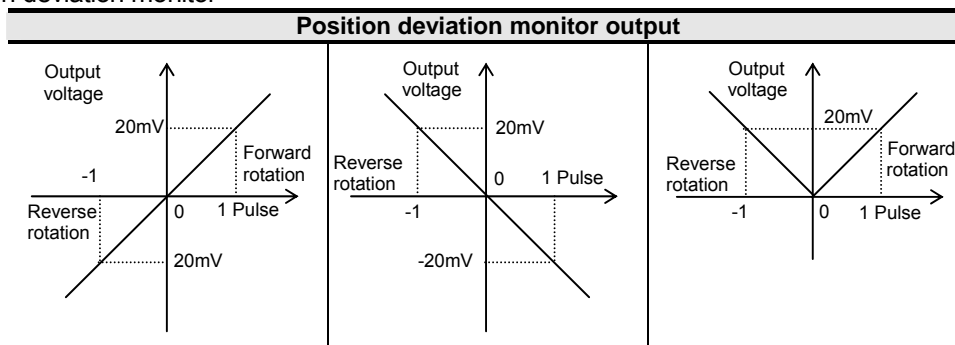 n deviation monitor
Position deviation monitor output
Output
voltage
20mV
Forward
rotation
-1
0
1 Pulse
Reverse
rotation
20mV
Output
voltage
20mV
Reverse
rotation
0
1 Pulse
-1
-20mV
Output
voltage
20mV
Reverse
rotation
Forward
rotation
-1
0
1 Pulse